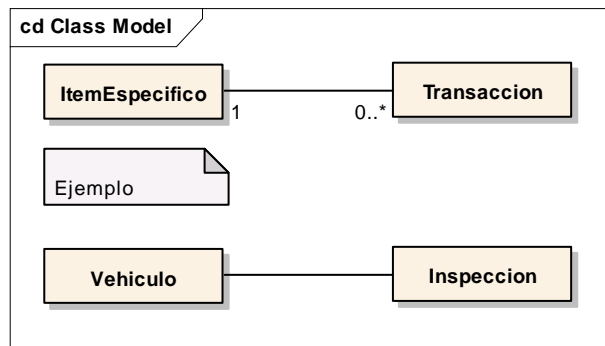 cd Class Model
ItemEspecifico
Transaccion
1
0..*
Ejemplo
Vehiculo
Inspeccion